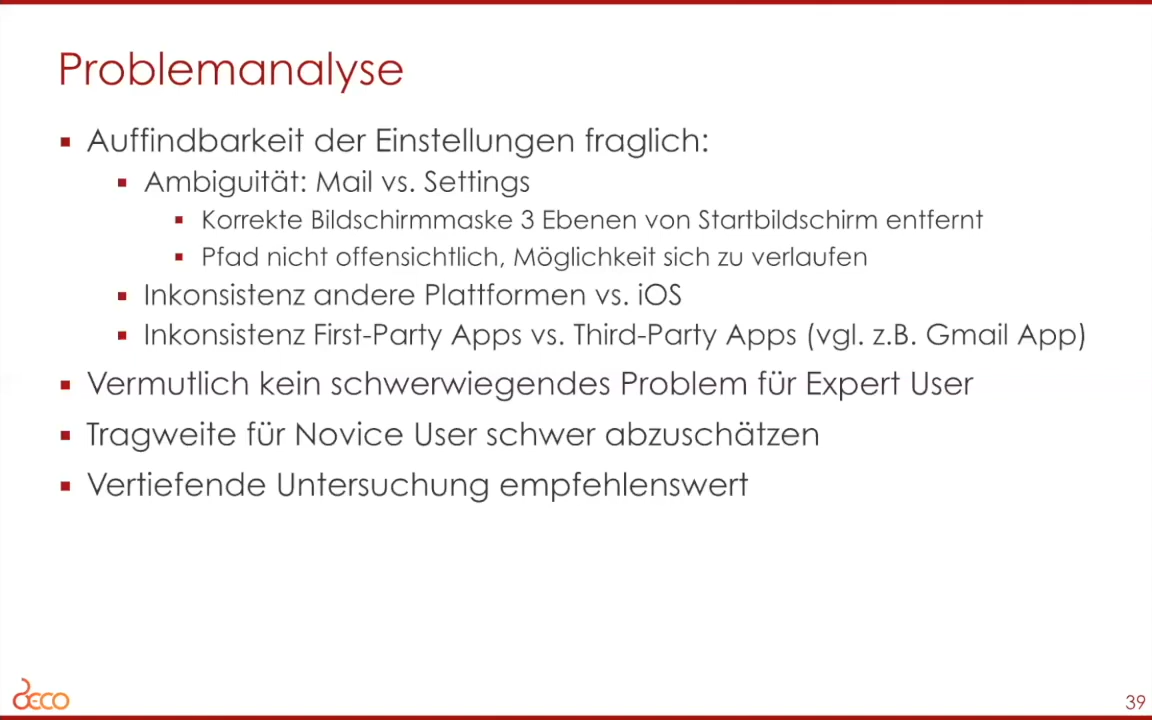 Problemanalyse
▪ Auffindbarkeit der Einstellungen fraglich:
▪ Ambiguität: Mail vs. Settings
▪ Korrekte Bildschirmmaske 3 Ebenen von Startbildschirm entfernt
▪ Pfad nicht offensichtlich, Möglichkeit sich zu verlaufen
▪ Inkonsistenz andere Plattformen vs. iOS
▪ Inkonsistenz First-Party Apps vs. Third-Party Apps (vgl. z.B. Gmail App)
▪ Vermutlich kein schwerwiegendes Problem für Expert User
▪ Tragweite für Novice User schwer abzuschätzen
▪ Vertiefende Untersuchung empfehlenswert
DECO
39